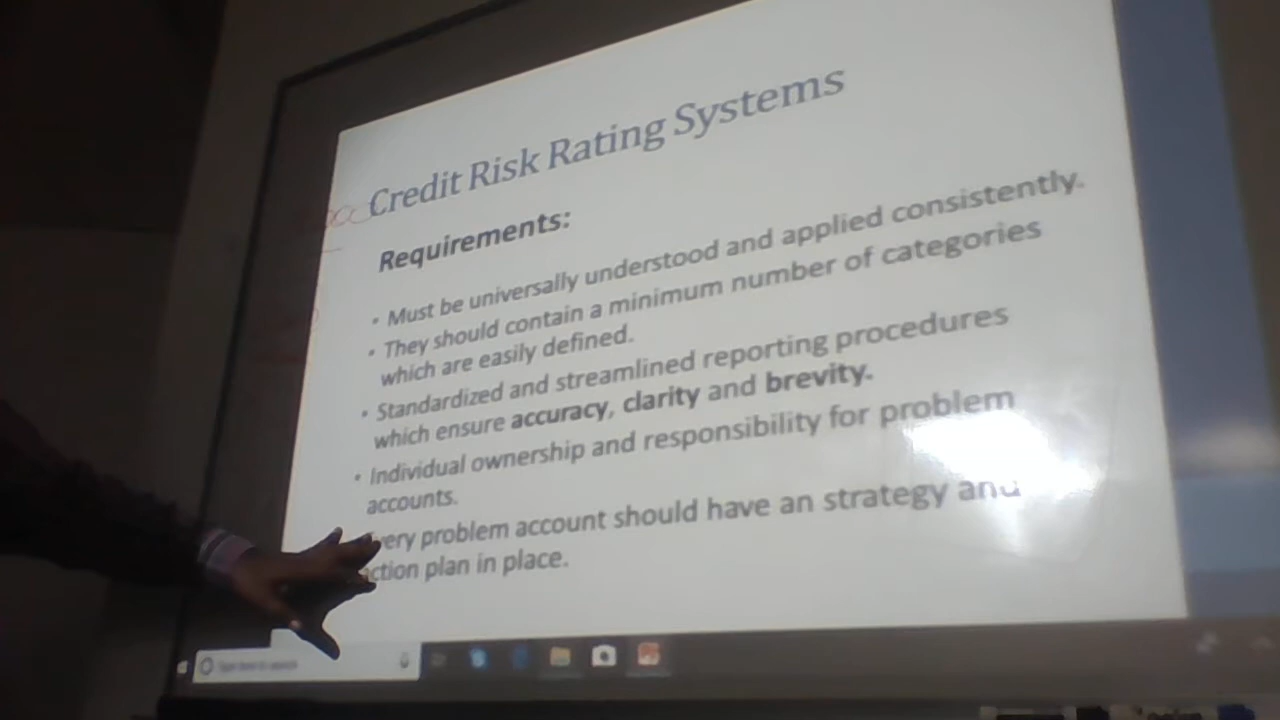 Credit Risk Rating Systems
Requirements:
• Must be universally understood and applied consistently.
• They should contain a minimum number of categories
which are easily defined.
• Standardized and streamlined reporting procedures
which ensure accuracy, clarity and brevity.
• Individual ownership and responsibility for problem
accounts.
very problem account should have an strategy and
ction plan in place.